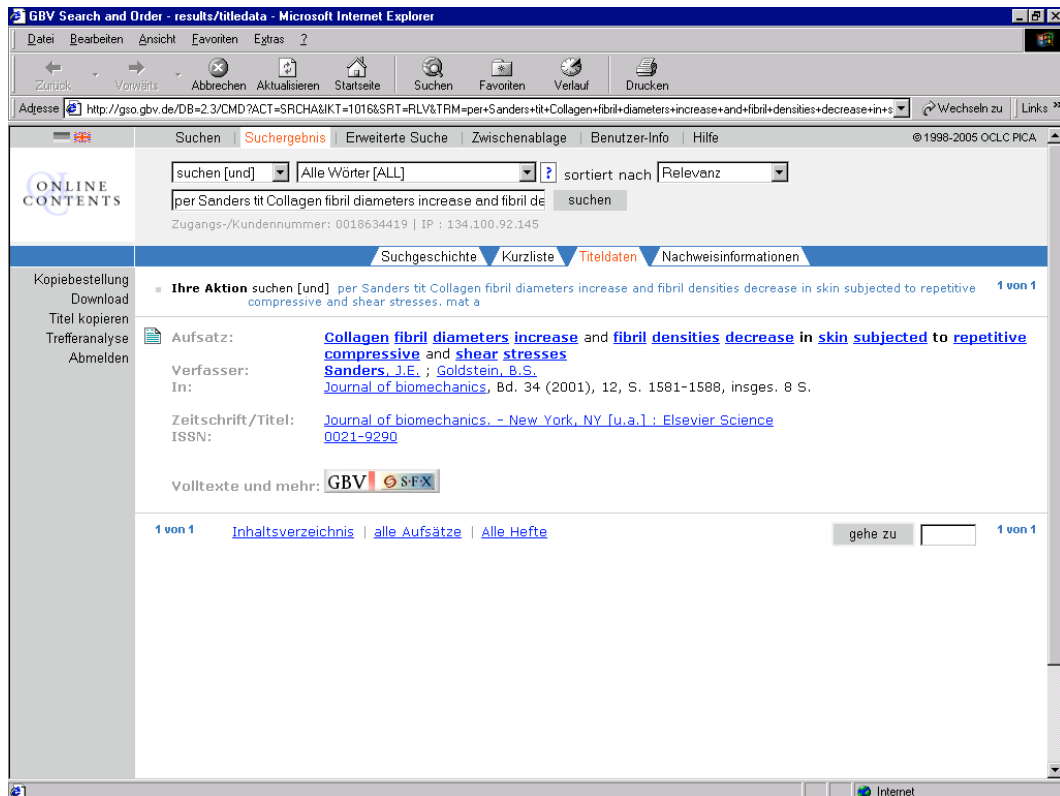 GBV Search and Order - results/titledata - Microsoft Internet Explorer
Datei Bearbeiten Ansicht Favoriten Extras ?
Zurück Vorwärts Abbrechen Aktualisieren Startseite Suchen Favoriten Verlauf Drucken
Adresse http://gso.gbv.de/DB=2.3/CMD?ACT=SRCHA&IKT=1016&SRT=RLV&TRM=per+Sanders+tit+Collagen+fibril+diameters+increase+and+fibril+densities+decrease+in+s Wechseln zu Links »
Suchen | Suchergebnis | Erweiterte Suche | Zwischenablage | Benutzer-Info | Hilfe © 1998-2005 OCLC PICA
ONLINE
CONTENTS
suchen [und] Alle Wörter [ALL] ? sortiert nach Relevanz
per Sanders tit Collagen fibril diameters increase and fibril de suchen
Zugangs-/Kundennummer: 0018634419 | IP : 134.100.92.145
Suchgeschichte Kurzliste Titeldaten Nachweisinformationen
Kopiebestellung
Download
Titel kopieren
Trefferanalyse
Abmelden
Ihre Aktion suchen [und] per Sanders tit Collagen fibril diameters increase and fibril densities decrease in skin subjected to repetitive 1 von 1
compressive and shear stresses. mat a
Aufsatz: Collagen fibril diameters increase and fibril densities decrease in skin subjected to repetitive
compressive and shear stresses
Verfasser: Sanders, J.E. ; Goldstein, B.S.
In: Journal of biomechanics, Bd. 34 (2001), 12, S. 1581-1588, insges. 8 S.
Zeitschrift/Titel: Journal of biomechanics. - New York, NY [u.a.] : Elsevier Science
ISSN: 0021-9290
Volltexte und mehr: GBV S·F·X
1 von 1 Inhaltsverzeichnis | alle Aufsätze | Alle Hefte gehe zu 1 von 1
Internet